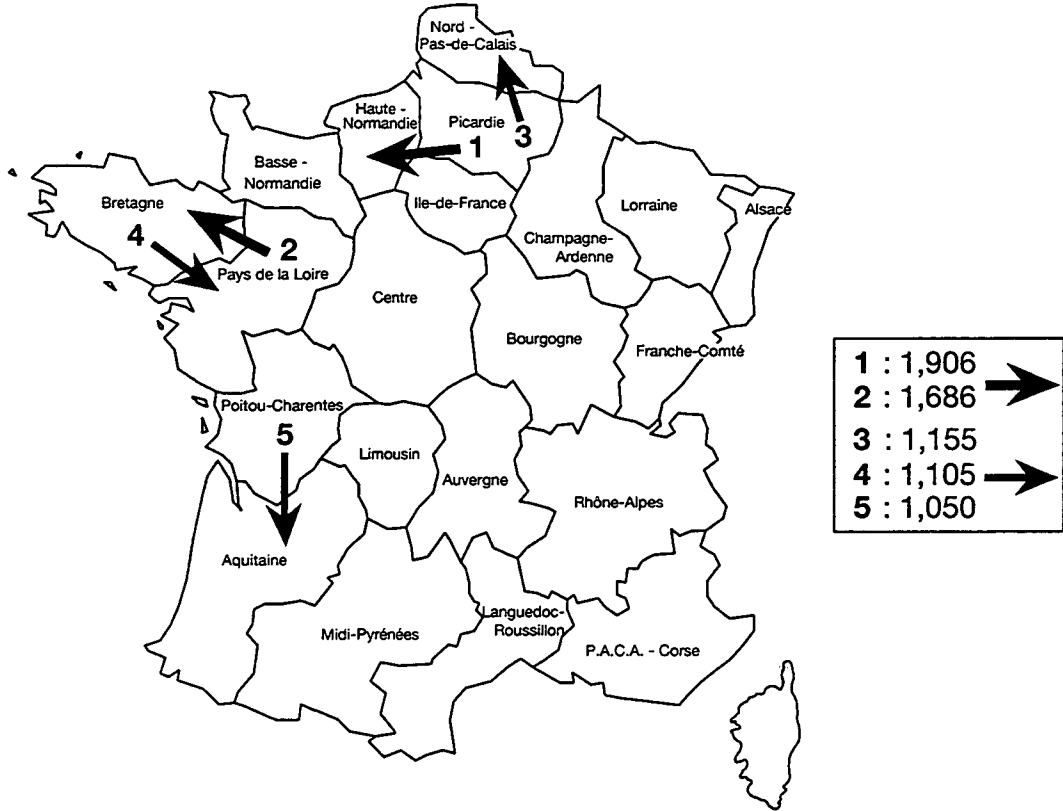 Nord -
Pas-de-Calais
Haute -
Normandie
Picardie
3
1
Basse -
Normandie
Bretagne
Ile-de-France
Lorraine
Alsace
4
2
Champagne-
Ardenne
Pays de la Loire
Centre
Bourgogne
Franche-Comté
Poitou-Charentes
5
Limousin
Auvergne
Rhône-Alpes
Aquitaine
Languedoc-
Roussillon
Midi-Pyrénées
P.A.C.A. - Corse
1 : 1,906
2 : 1,686
3 : 1,155
4 : 1,105
5 : 1,050